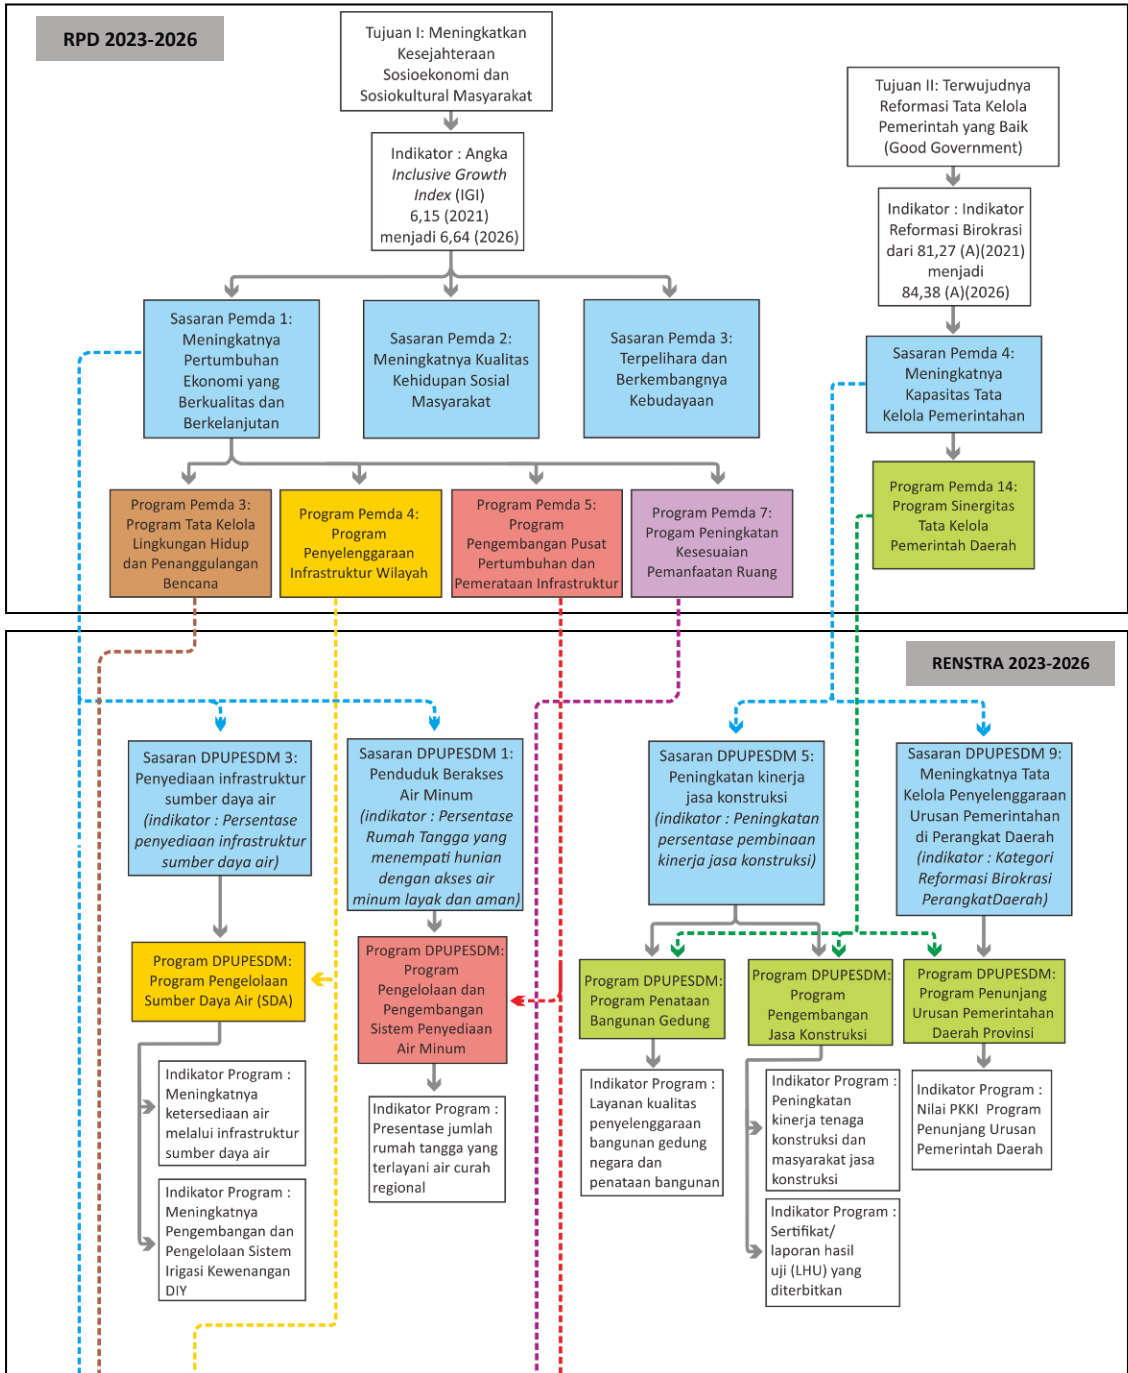 RPD 2023-2026
Tujuan I: Meningkatkan
Kesejahteraan
Sosioekonomi dan
Sosiokultural Masyarakat
Tujuan II: Terwujudnya
Reformasi Tata Kelola
Pemerintah yang Baik
(Good Government)
Indikator : Angka
Inclusive Growth
Index (IGI)
6,15 (2021)
menjadi 6,64 (2026)
Indikator : Indikator
Reformasi Birokrasi
dari 81,27 (A)(2021)
menjadi
84,38 (A)(2026)
Sasaran Pemda 1:
Meningkatnya
Pertumbuhan
Ekonomi yang
Berkualitas dan
Berkelanjutan
Sasaran Pemda 2:
Meningkatnya Kualitas
Kehidupan Sosial
Masyarakat
Sasaran Pemda 3:
Terpelihara dan
Berkembangnya
Kebudayaan
Sasaran Pemda 4:
Meningkatnya
Kapasitas Tata
Kelola Pemerintahan
Program Pemda 3:
Program Tata Kelola
Lingkungan Hidup
dan Penanggulangan
Bencana
Program Pemda 4:
Program
Penyelenggaraan
Infrastruktur Wilayah
Program Pemda 5:
Program
Pengembangan Pusat
Pertumbuhan dan
Pemerataan Infrastruktur
Program Pemda 7:
Progam Peningkatan
Kesesuaian
Pemanfaatan Ruang
Program Pemda 14:
Program Sinergitas
Tata Kelola
Pemerintah Daerah
RENSTRA 2023-2026
Sasaran DPUPESDM 3:
Penyediaan infrastruktur
sumber daya air
(indikator : Persentase
penyediaan infrastruktur
sumber daya air)
Sasaran DPUPESDM 1:
Penduduk Berakses
Air Minum
(indikator : Persentase
Rumah Tangga yang
menempati hunian
dengan akses air
minum layak dan aman)
Sasaran DPUPESDM 5:
Peningkatan kinerja
jasa konstruksi
(indikator : Peningkatan
persentase pembinaan
kinerja jasa konstruksi)
Sasaran DPUPESDM 9:
Meningkatnya Tata
Kelola Penyelenggaraan
Urusan Pemerintahan
di Perangkat Daerah
(indikator : Kategori
Reformasi Birokrasi
PerangkatDaerah)
Program DPUPESDM:
Program Pengelolaan
Sumber Daya Air (SDA)
Program DPUPESDM:
Program
Pengelolaan dan
Pengembangan
Sistem Penyediaan
Air Minum
Program DPUPESDM:
Program Penataan
Bangunan Gedung
Program DPUPESDM:
Program
Pengembangan
Jasa Konstruksi
Program DPUPESDM:
Program Penunjang
Urusan Pemerintahan
Daerah Provinsi
Indikator Program :
Meningkatnya
ketersediaan air
melalui infrastruktur
sumber daya air
Indikator Program :
Meningkatnya
Pengembangan dan
Pengelolaan Sistem
Irigasi Kewenangan
DIY
Indikator Program :
Presentase jumlah
rumah tangga yang
terlayani air curah
regional
Indikator Program :
Layanan kualitas
penyelenggaraan
bangunan gedung
negara dan
penataan bangunan
Indikator Program :
Peningkatan
kinerja tenaga
konstruksi dan
masyarakat jasa
konstruksi
Indikator Program :
Sertifikat/
laporan hasil
uji (LHU) yang
diterbitkan
Indikator Program :
Nilai PKKI Program
Penunjang Urusan
Pemerintah Daerah